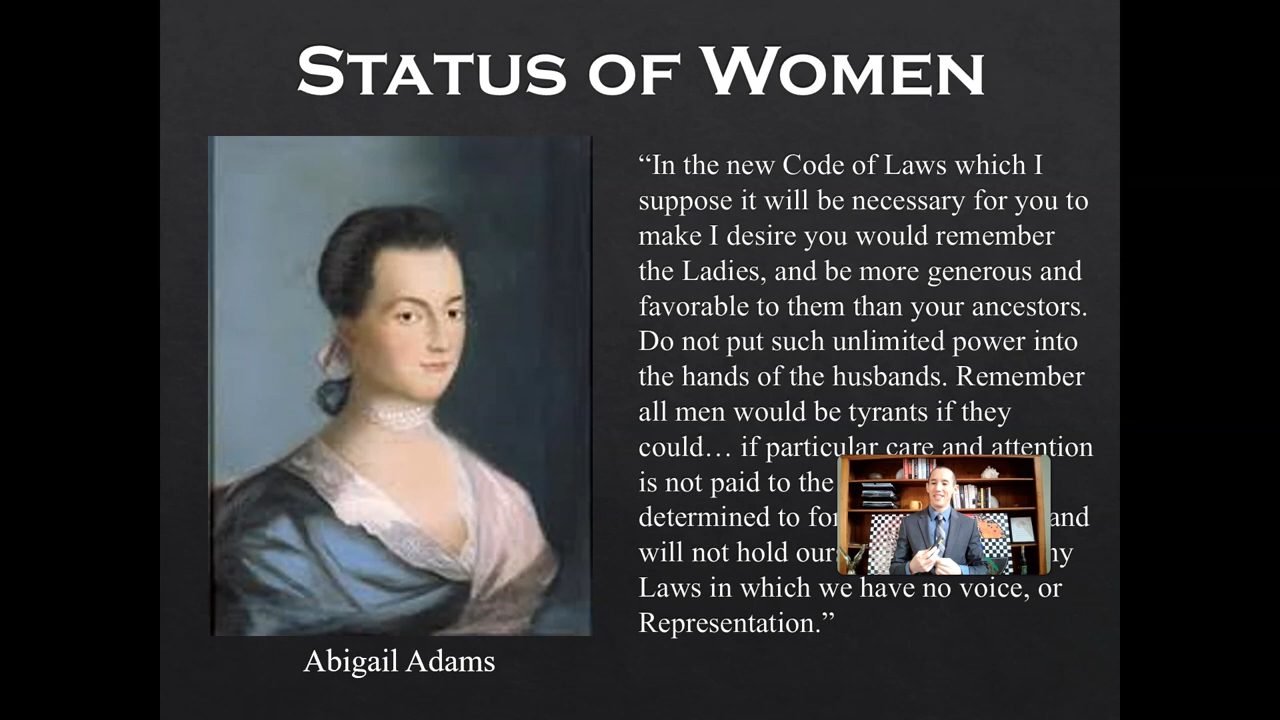 STATUS OF WOMEN
“In the new Code of Laws which I
suppose it will be necessary for you to
make I desire you would remember
the Ladies, and be more generous and
favorable to them than your ancestors.
Do not put such unlimited power into
the hands of the husbands. Remember
all men would be tyrants if they
could… if particular care and attention
is not paid to the
determined to and
will not hold
Laws in which we have no voice, or
Representation.”
Abigail Adams